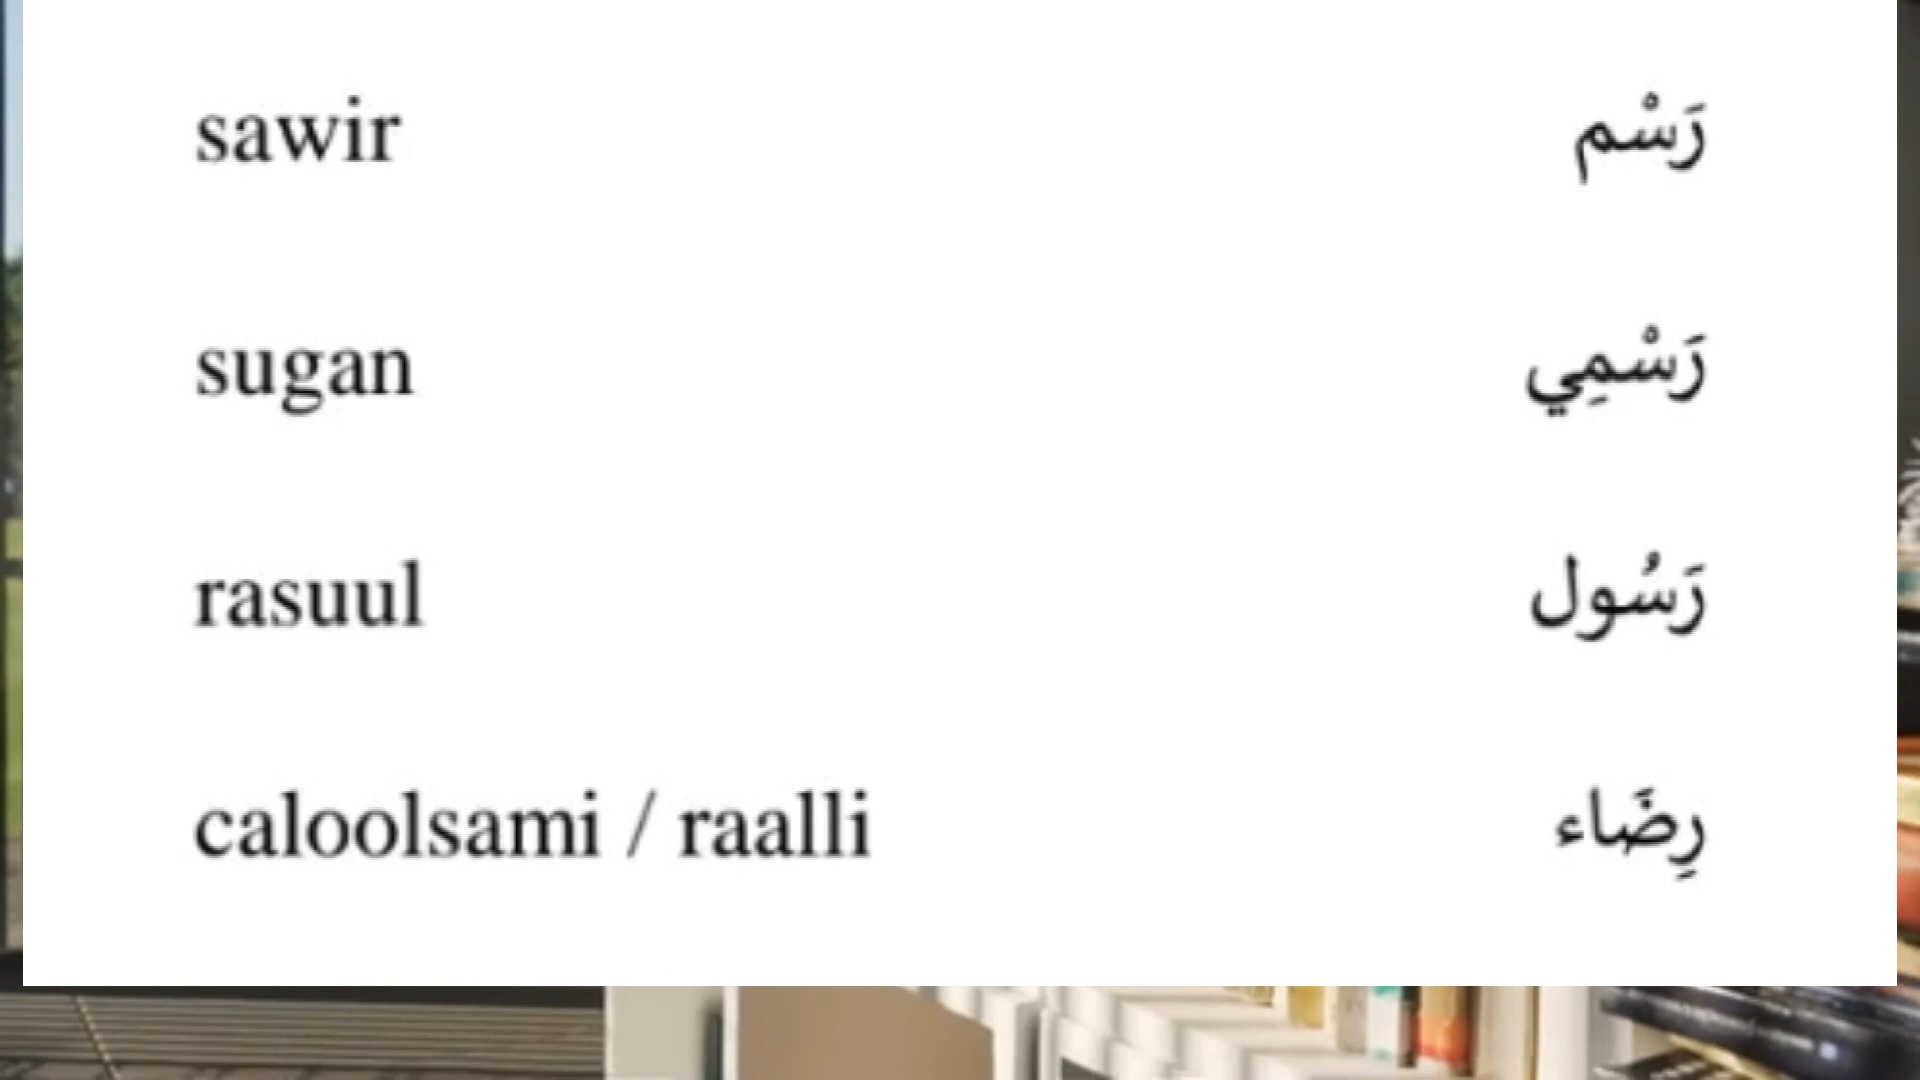 sawir رَسْم
sugan رَسْمِي
rasuul رَسُول
caloolsami / raalli رِضَاء